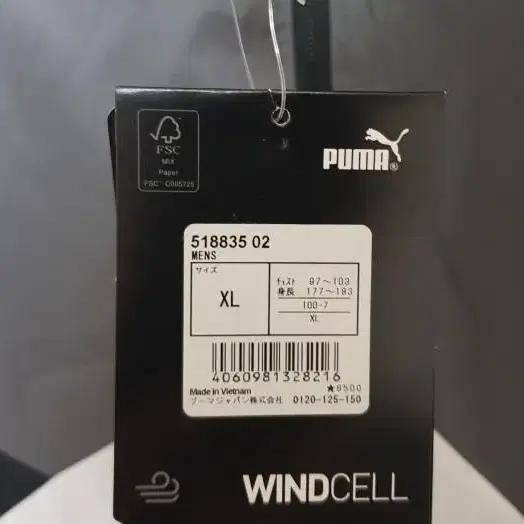 FSC
MIX
Paper
FSC™ C005725
PUMA®
518835 02
MENS
サイズ
XL
ﾁｪｽﾄ 97～103
身長 177～183
100-7
XL
4060981328216
★8500
Made in Vietnam
プーマジャパン株式会社 0120-125-150
WINDCELL